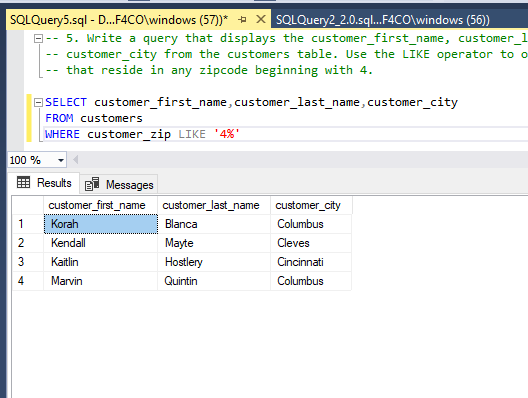 SQLQuery5.sql - D...F4CO\windows (57))*
SQLQuery2_2.0.sql...F4CO\windows (56))
-- 5. Write a query that displays the customer_first_name, customer_l
-- customer_city from the customers table. Use the LIKE operator to o
-- that reside in any zipcode beginning with 4.
SELECT customer_first_name,customer_last_name,customer_city
FROM customers
WHERE customer_zip LIKE '4%'
100 %
Results Messages
customer_first_name customer_last_name customer_city
1 Korah Blanca Columbus
2 Kendall Mayte Cleves
3 Kaitlin Hostlery Cincinnati
4 Marvin Quintin Columbus